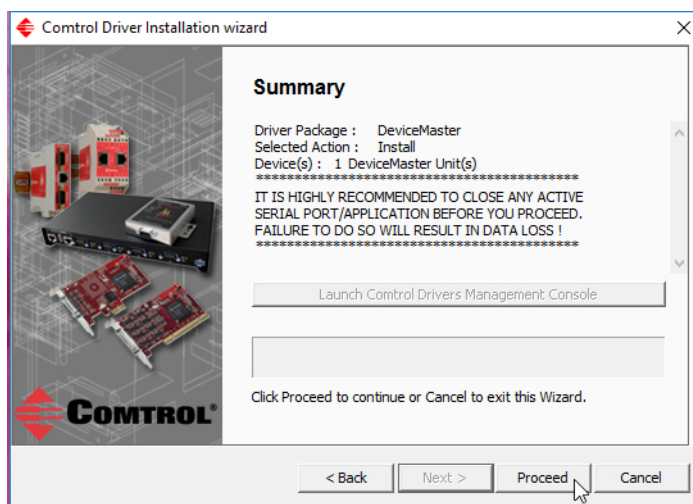 Comtrol Driver Installation wizard
Summary
Driver Package : DeviceMaster
Selected Action : Install
Device(s) : 1 DeviceMaster Unit(s)
******************************************
IT IS HIGHLY RECOMMENDED TO CLOSE ANY ACTIVE
SERIAL PORT/APPLICATION BEFORE YOU PROCEED.
FAILURE TO DO SO WILL RESULT IN DATA LOSS !
******************************************
Launch Comtrol Drivers Management Console
Click Proceed to continue or Cancel to exit this Wizard.
COMTROL®
< Back
Next >
Proceed
Cancel